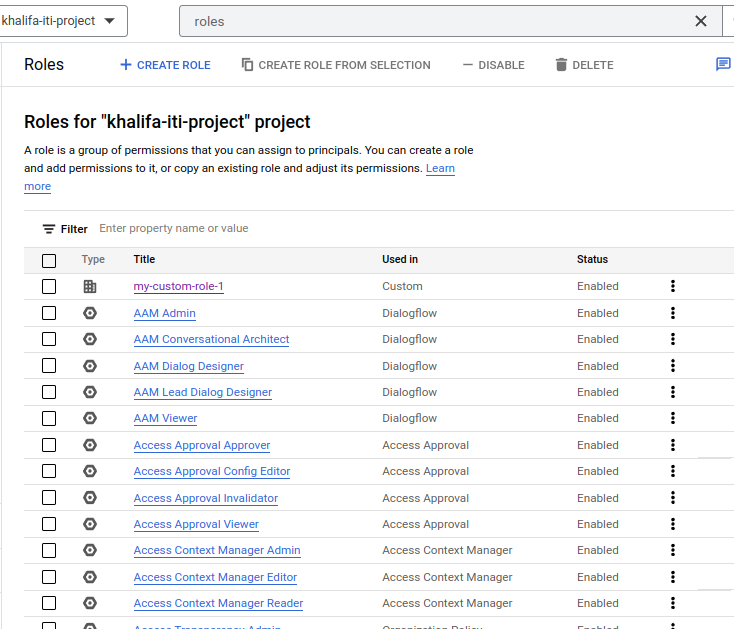 khalifa-iti-project
roles
Roles
CREATE ROLE
CREATE ROLE FROM SELECTION
DISABLE
DELETE
Roles for "khalifa-iti-project" project
A role is a group of permissions that you can assign to principals. You can create a role
and add permissions to it, or copy an existing role and adjust its permissions. Learn
more
Filter Enter property name or value
Type Title Used in Status
my-custom-role-1 Custom Enabled
AAM Admin Dialogflow Enabled
AAM Conversational Architect Dialogflow Enabled
AAM Dialog Designer Dialogflow Enabled
AAM Lead Dialog Designer Dialogflow Enabled
AAM Viewer Dialogflow Enabled
Access Approval Approver Access Approval Enabled
Access Approval Config Editor Access Approval Enabled
Access Approval Invalidator Access Approval Enabled
Access Approval Viewer Access Approval Enabled
Access Context Manager Admin Access Context Manager Enabled
Access Context Manager Editor Access Context Manager Enabled
Access Context Manager Reader Access Context Manager Enabled
Access Transparency Admin Organization Policy Enabled